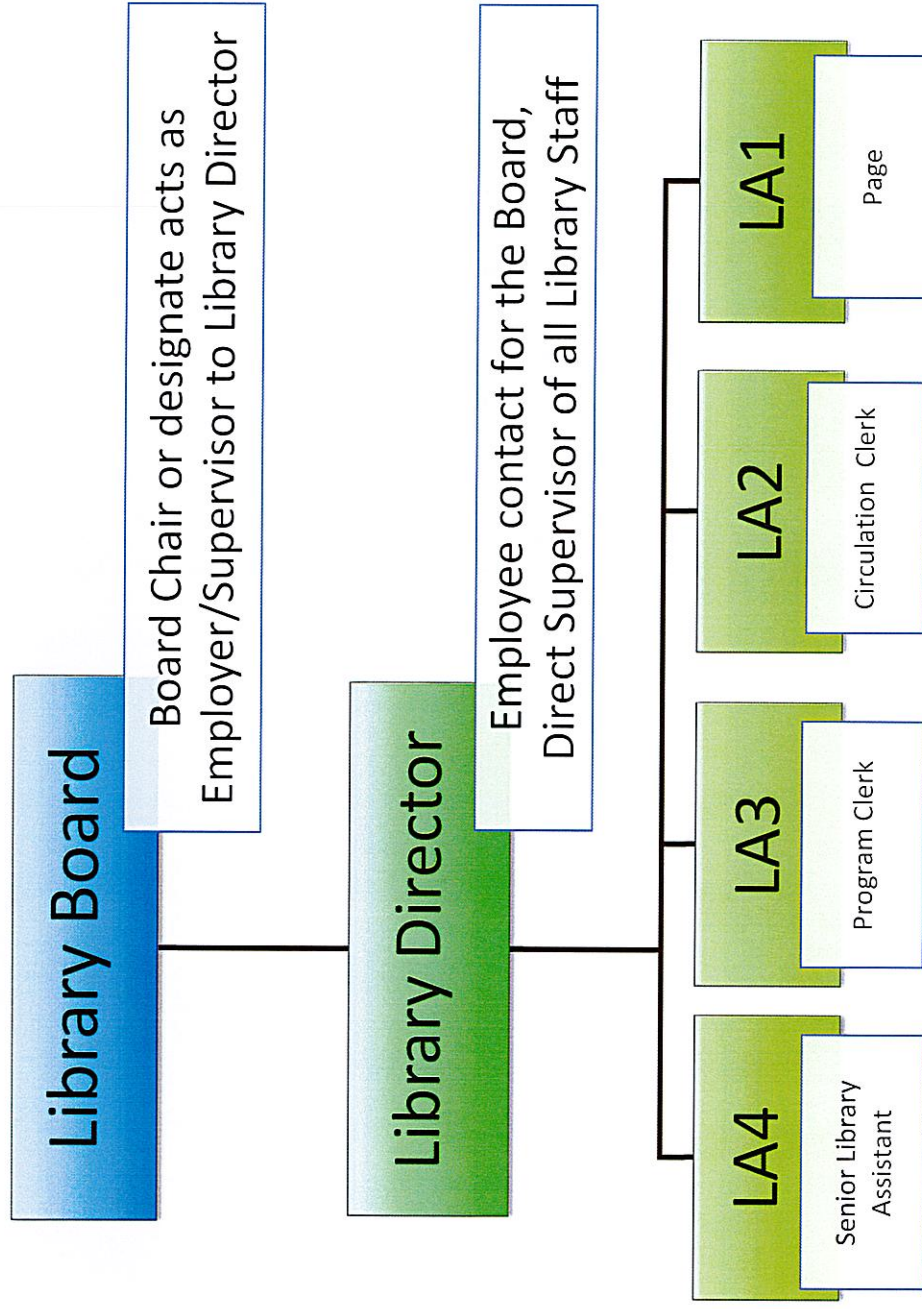 Library Board
Board Chair or designate acts as
Employer/Supervisor to Library Director
Library Director
Employee contact for the Board,
Direct Supervisor of all Library Staff
LA4
Senior Library
Assistant
LA3
Program Clerk
LA2
Circulation Clerk
LA1
Page